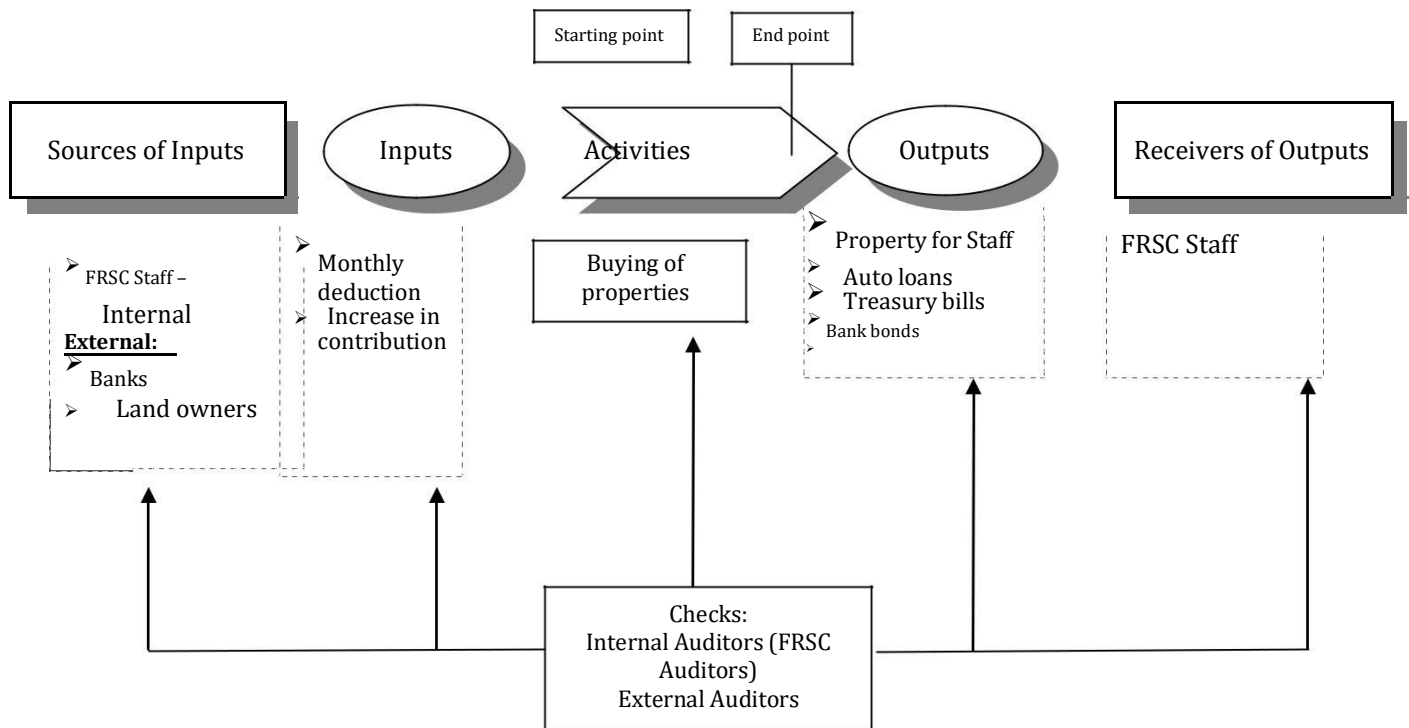 Starting point
End point
Sources of Inputs
Inputs
Activities
Outputs
Receivers of Outputs
FRSC Staff –
Internal
External:
Banks
Land owners
Monthly
deduction
Increase in
contribution
Buying of
properties
Property for Staff
Auto loans
Treasury bills
Bank bonds
FRSC Staff
Checks:
Internal Auditors (FRSC
Auditors)
External Auditors